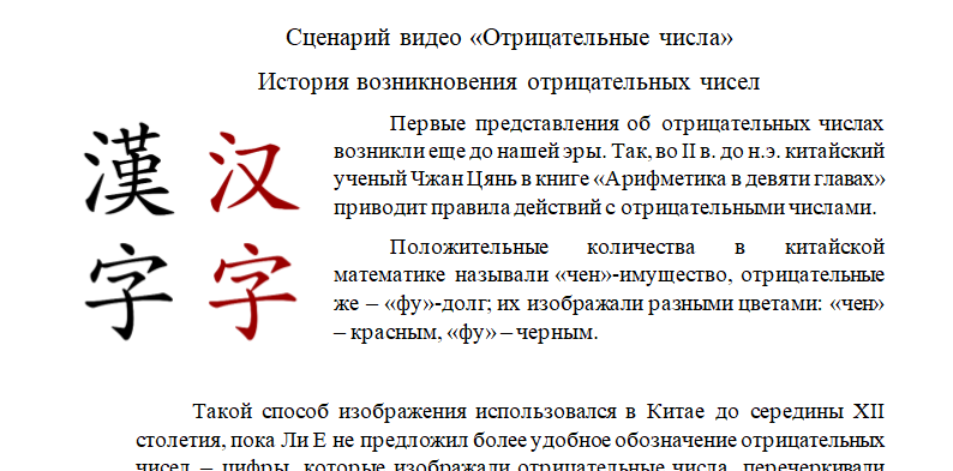 Сценарий видео «Отрицательные числа»
История возникновения отрицательных чисел
漢 汉
字 字
Первые представления об отрицательных числах
возникли еще до нашей эры. Так, во II в. до н.э. китайский
ученый Чжан Цянь в книге «Арифметика в девяти главах»
приводит правила действий с отрицательными числами.
Положительные количества в китайской
математике называли «чен»-имущество, отрицательные
же – «фу»-долг; их изображали разными цветами: «чен»
– красным, «фу» – черным.
Такой способ изображения использовался в Китае до середины XII
столетия, пока Ли Е не предложил более удобное обозначение отрицательных
чисел – цифры, которые изображали отрицательные числа, перечеркивали